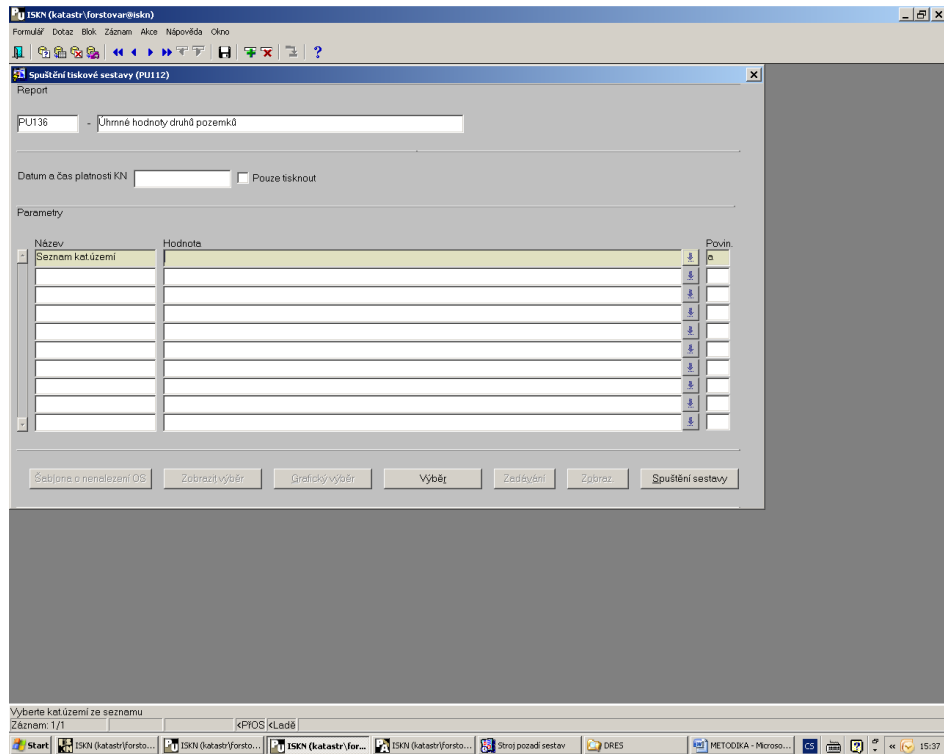 ISKN (katastr\forstovar@iskn)
Formulář Dotaz Blok Záznam Akce Nápověda Okno
Spuštění tiskové sestavy (PU112)
Report
PU136 - Úhrnné hodnoty druhů pozemků
Datum a čas platnosti KN Pouze tisknout
Parametry
Název Hodnota Povin.
Seznam kat.území a
Šablona o nenalezení OS Zobrazit výběr Grafický výběr Výběr Zadávání Zobraz. Spuštění sestavy
Vyberte kat.území ze seznamu
Záznam: 1/1 <PfOS <Ladě
Start ISKN (katastr\forsto... ISKN (katastr\forsto... ISKN (katastr\for... ISKN (katastr\forsto... Stroj pozadí sestav DRES METODIKA - Microso... CS « 15:37